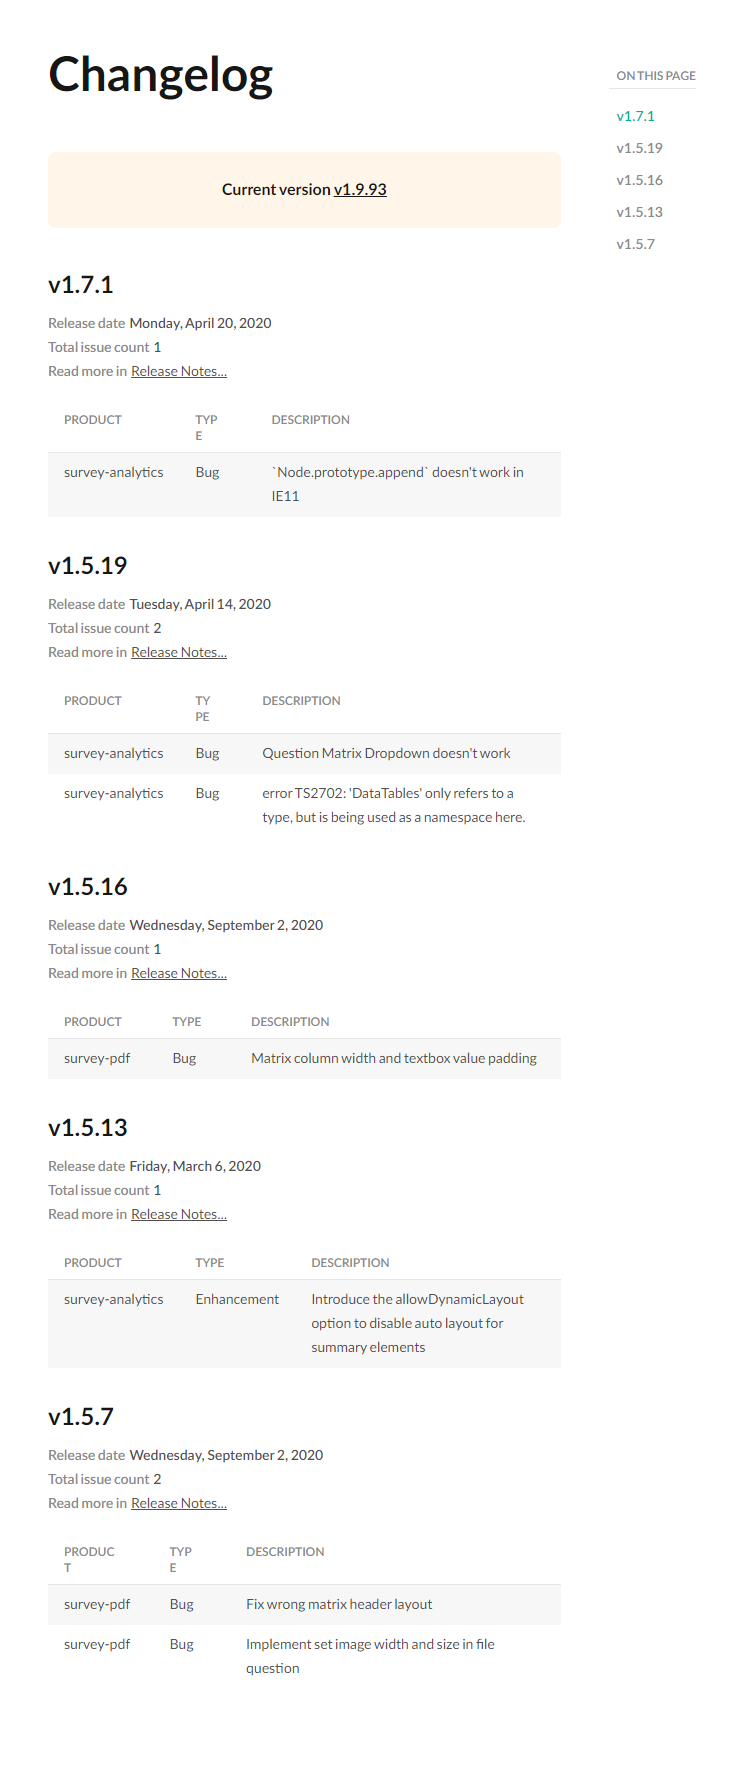 Changelog
ON THIS PAGE
v1.7.1
v1.5.19
v1.5.16
v1.5.13
v1.5.7
Current version v1.9.93
v1.7.1
Release date Monday, April 20, 2020
Total issue count 1
Read more in Release Notes...
PRODUCT TYP DESCRIPTION
E
survey-analytics Bug `Node.prototype.append` doesn't work in
IE11
v1.5.19
Release date Tuesday, April 14, 2020
Total issue count 2
Read more in Release Notes...
PRODUCT TY DESCRIPTION
PE
survey-analytics Bug Question Matrix Dropdown doesn't work
survey-analytics Bug error TS2702: 'DataTables' only refers to a
type, but is being used as a namespace here.
v1.5.16
Release date Wednesday, September 2, 2020
Total issue count 1
Read more in Release Notes...
PRODUCT TYPE DESCRIPTION
survey-pdf Bug Matrix column width and textbox value padding
v1.5.13
Release date Friday, March 6, 2020
Total issue count 1
Read more in Release Notes...
PRODUCT TYPE DESCRIPTION
survey-analytics Enhancement Introduce the allowDynamicLayout
option to disable auto layout for
summary elements
v1.5.7
Release date Wednesday, September 2, 2020
Total issue count 2
Read more in Release Notes...
PRODUC TYP DESCRIPTION
T E
survey-pdf Bug Fix wrong matrix header layout
survey-pdf Bug Implement set image width and size in file
question